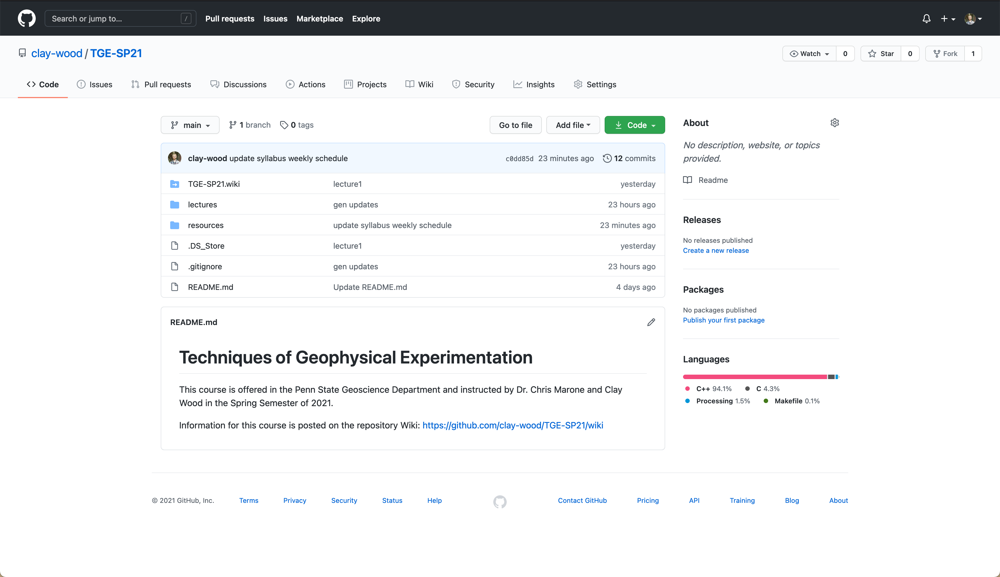 Search or jump to... /
Pull requests Issues Marketplace Explore
clay-wood / TGE-SP21
Watch 0 Star 0 Fork 1
Code Issues Pull requests Discussions Actions Projects Wiki Security Insights Settings
main 1 branch 0 tags Go to file Add file Code
clay-wood update syllabus weekly schedule c0dd85d 23 minutes ago 12 commits
TGE-SP21.wiki lecture1 yesterday
lectures gen updates 23 hours ago
resources update syllabus weekly schedule 23 minutes ago
.DS_Store lecture1 yesterday
.gitignore gen updates 23 hours ago
README.md Update README.md 4 days ago
README.md
Techniques of Geophysical Experimentation
This course is offered in the Penn State Geoscience Department and instructed by Dr. Chris Marone and Clay
Wood in the Spring Semester of 2021.
Information for this course is posted on the repository Wiki: https://github.com/clay-wood/TGE-SP21/wiki
About
No description, website, or topics
provided.
Readme
Releases
No releases published
Create a new release
Packages
No packages published
Publish your first package
Languages
C++ 94.1% C 4.3%
Processing 1.5% Makefile 0.1%
© 2021 GitHub, Inc. Terms Privacy Security Status Help Contact GitHub Pricing API Training Blog About